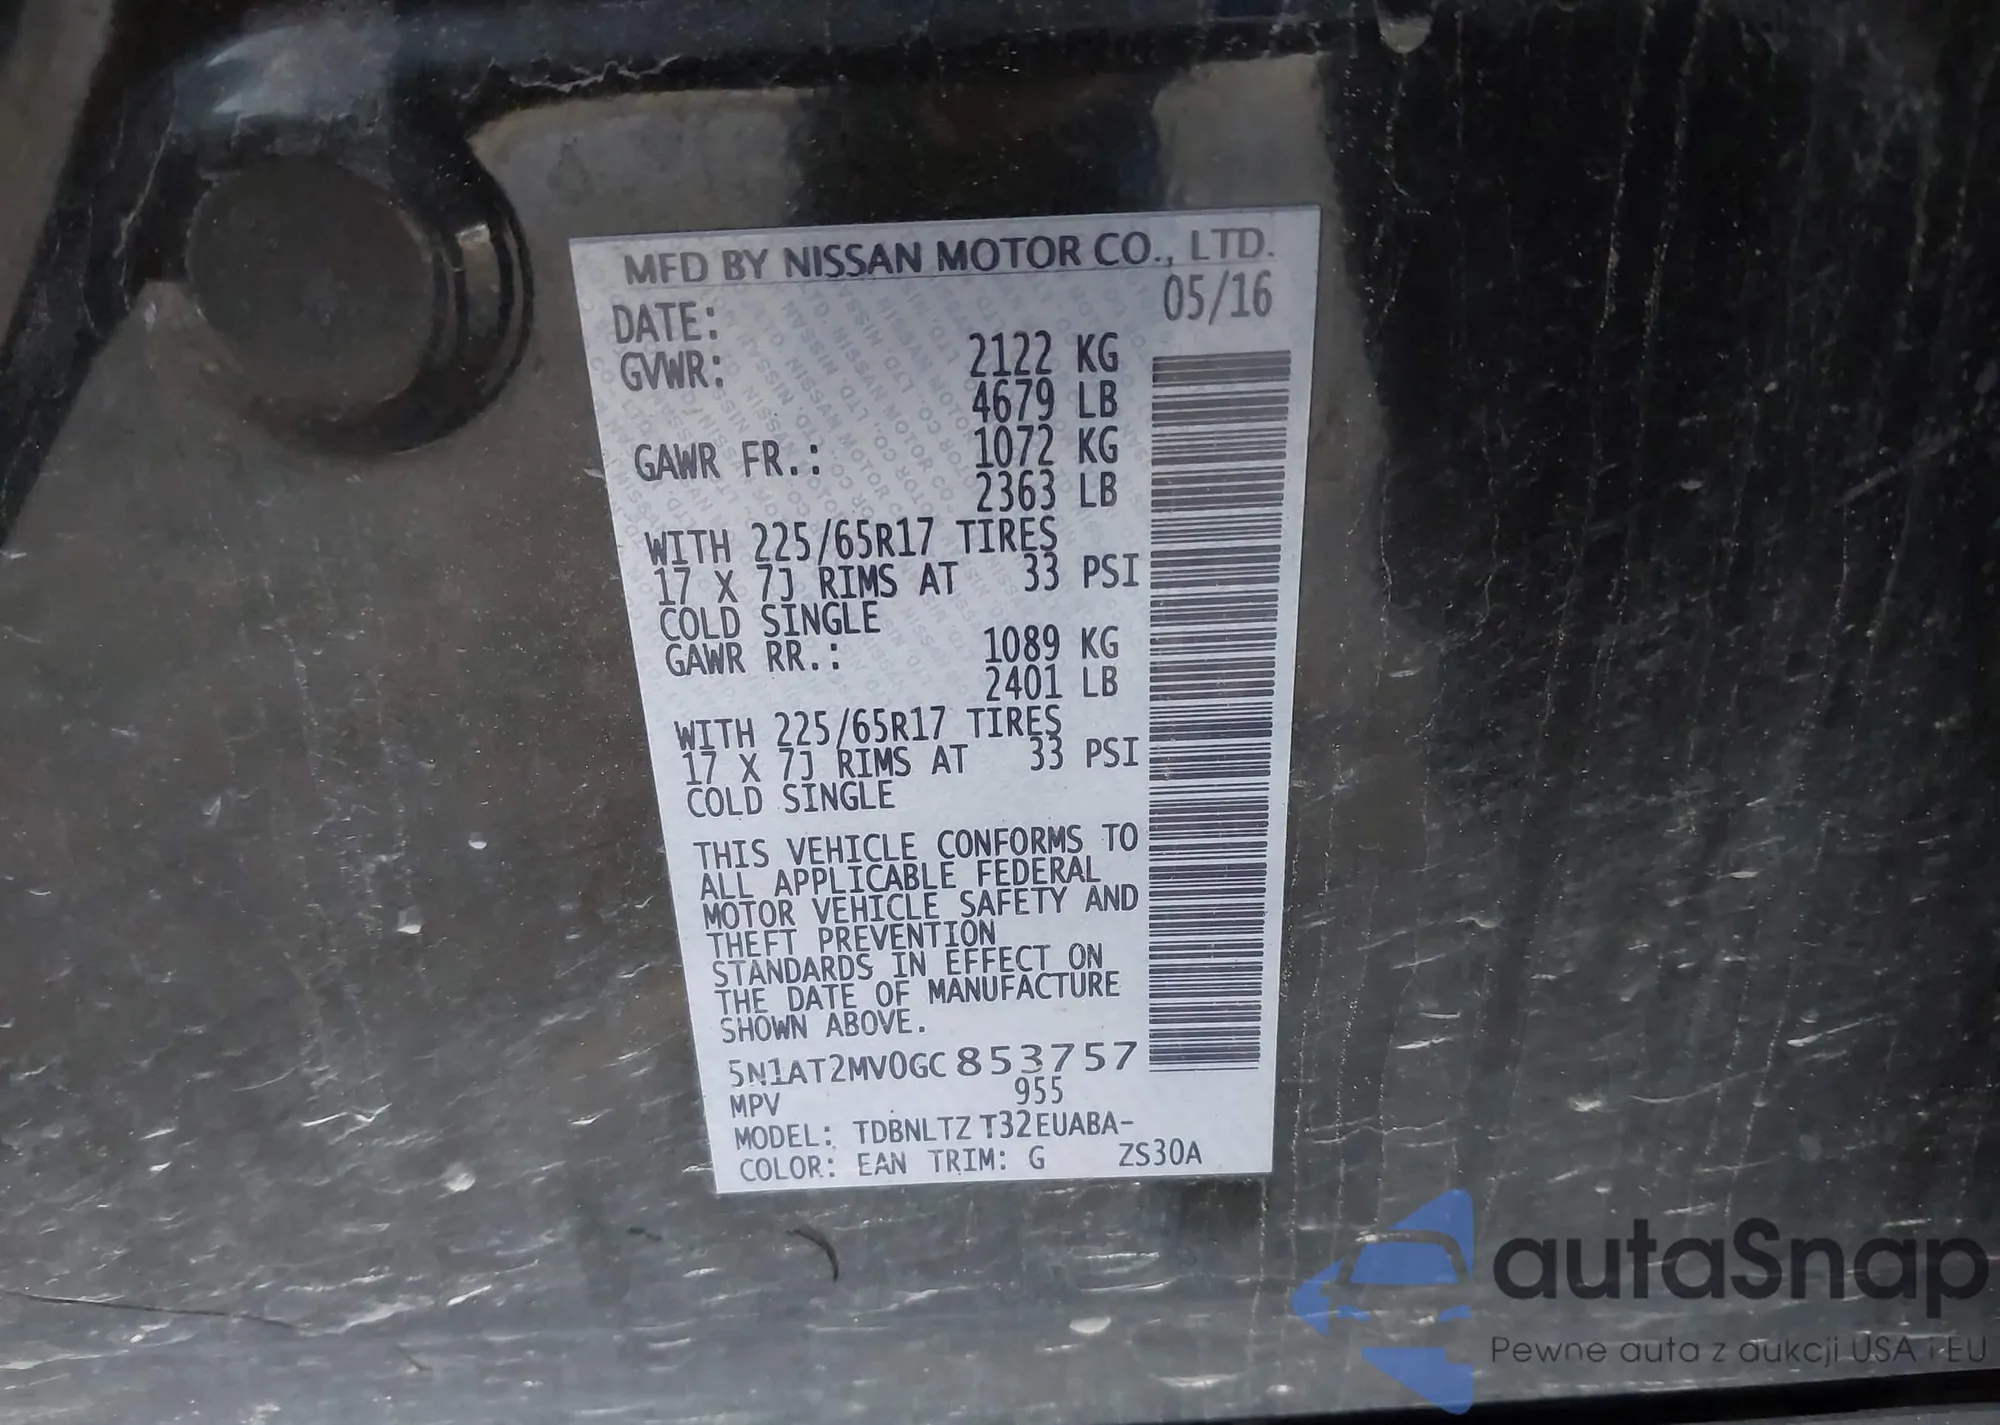 MFD BY NISSAN MOTOR CO., LTD.
DATE: 05/16
GVWR: 2122 KG
4679 LB
GAWR FR.: 1072 KG
2363 LB
WITH 225/65R17 TIRES
17 X 7J RIMS AT 33 PSI
COLD SINGLE
GAWR RR.: 1089 KG
2401 LB
WITH 225/65R17 TIRES
17 X 7J RIMS AT 33 PSI
COLD SINGLE
THIS VEHICLE CONFORMS TO
ALL APPLICABLE FEDERAL
MOTOR VEHICLE SAFETY AND
THEFT PREVENTION
STANDARDS IN EFFECT ON
THE DATE OF MANUFACTURE
SHOWN ABOVE.
5N1AT2MV0GC853757
MPV 955
MODEL: TDBNLTZ T32EUABA-
COLOR: EAN TRIM: G ZS30A
autaSnap
Pewne auta z aukcji USA i EU